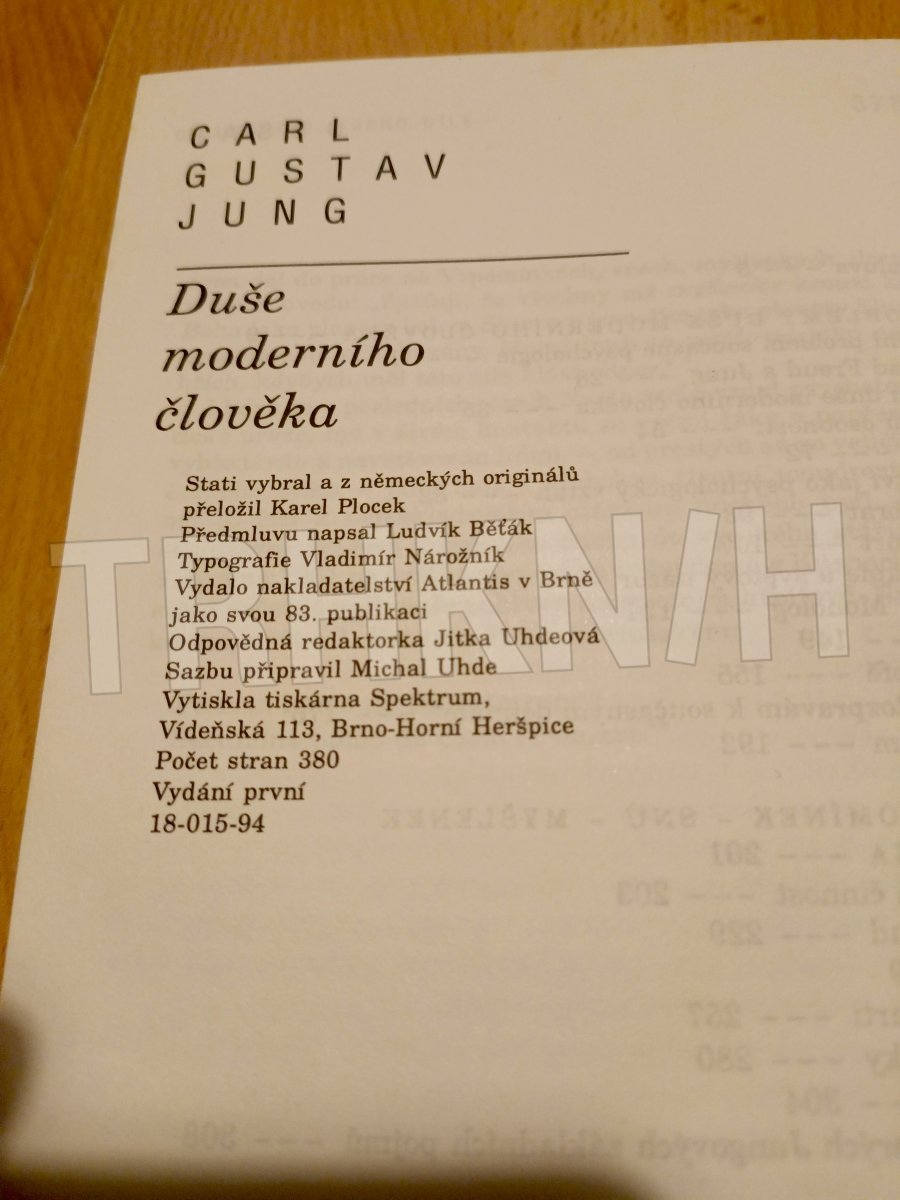 CARL
GUSTAV
JUNG
Duše
moderního
člověka
Stati vybral a z německých originálů
přeložil Karel Plocek
Předmluvu napsal Ludvík Běťák
Typografie Vladimír Nárožník
Vydalo nakladatelství Atlantis v Brně
jako svou 83. publikaci
Odpovědná redaktorka Jitka Uhdeová
Sazbu připravil Michal Uhde
Vytiskla tiskárna Spektrum,
Vídeňská 113, Brno-Horní Heršpice
Počet stran 380
Vydání první
18-015-94